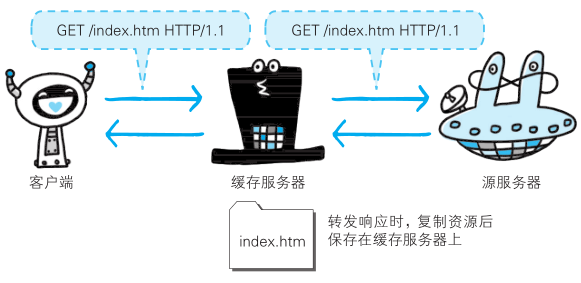 GET /index.htm HTTP/1.1
GET /index.htm HTTP/1.1
客户端
缓存服务器
源服务器
index.htm
转发响应时，复制资源后
保存在缓存服务器上